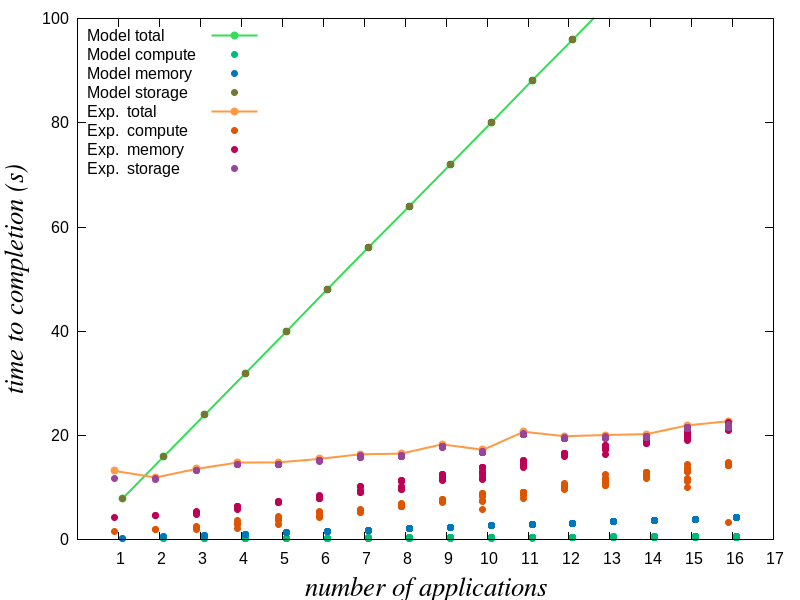 100
80
60
40
20
0
time to completion (s)
Model total
Model compute
Model memory
Model storage
Exp. total
Exp. compute
Exp. memory
Exp. storage
1 2 3 4 5 6 7 8 9 10 11 12 13 14 15 16 17
number of applications